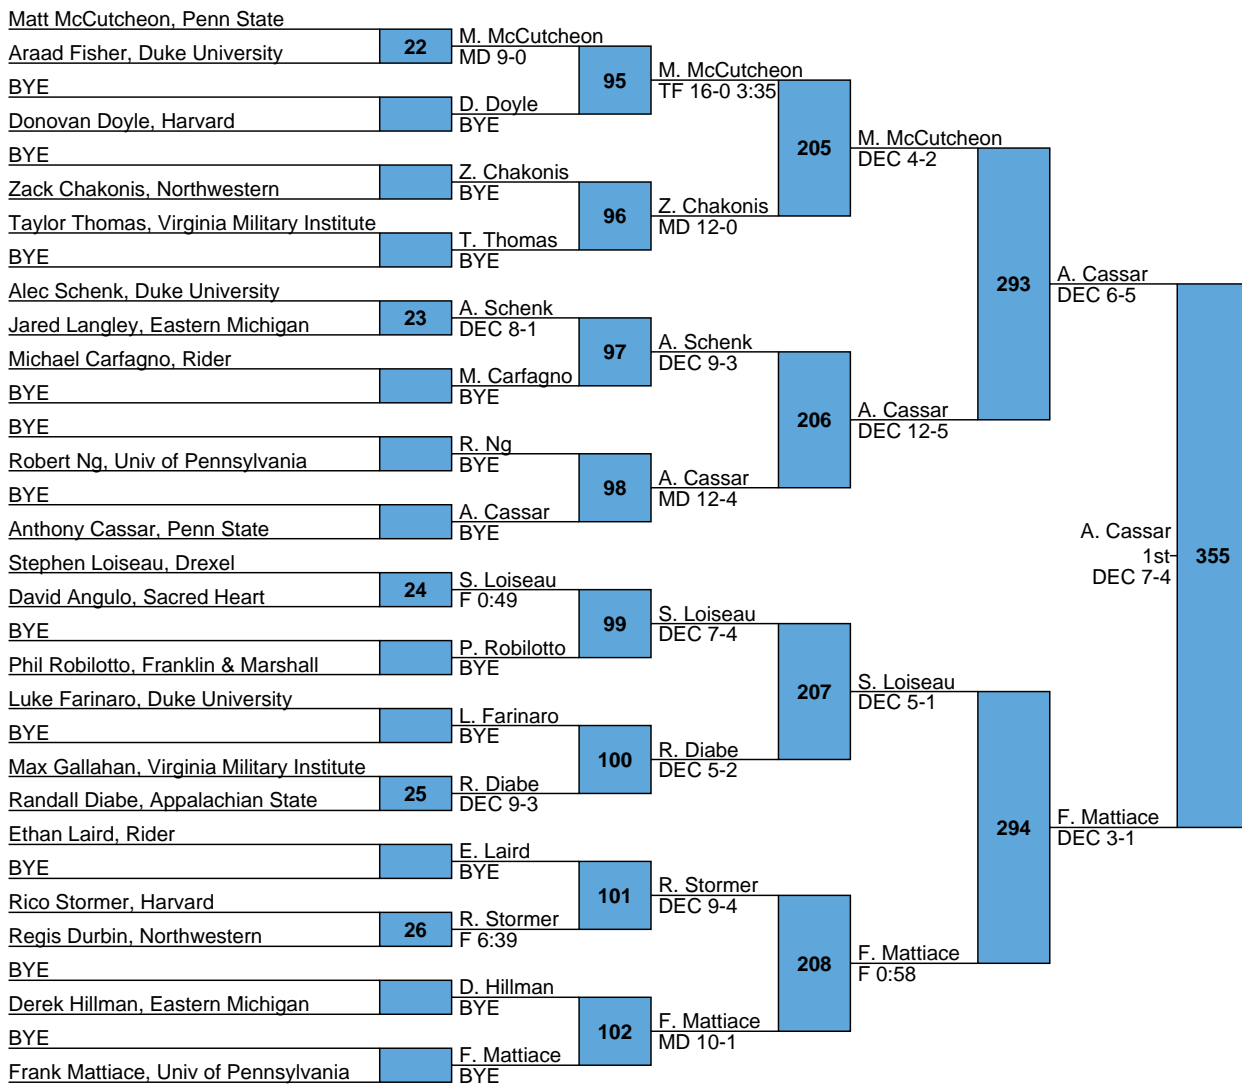 Matt McCutcheon, Penn State
Araad Fisher, Duke University
BYE
Donovan Doyle, Harvard
BYE
Zack Chakonis, Northwestern
Taylor Thomas, Virginia Military Institute
BYE
Alec Schenk, Duke University
Jared Langley, Eastern Michigan
Michael Carfagno, Rider
BYE
BYE
Robert Ng, Univ of Pennsylvania
BYE
Anthony Cassar, Penn State
Stephen Loiseau, Drexel
David Angulo, Sacred Heart
BYE
Phil Robilotto, Franklin & Marshall
Luke Farinaro, Duke University
BYE
Max Gallahan, Virginia Military Institute
Randall Diabe, Appalachian State
Ethan Laird, Rider
BYE
Rico Stormer, Harvard
Regis Durbin, Northwestern
BYE
Derek Hillman, Eastern Michigan
BYE
Frank Mattiace, Univ of Pennsylvania
22
23
24
25
26
M. McCutcheon
MD 9-0
D. Doyle
BYE
Z. Chakonis
BYE
T. Thomas
BYE
A. Schenk
DEC 8-1
M. Carfagno
BYE
R. Ng
BYE
A. Cassar
BYE
S. Loiseau
F 0:49
P. Robilotto
BYE
L. Farinaro
BYE
R. Diabe
DEC 9-3
E. Laird
BYE
R. Stormer
F 6:39
D. Hillman
BYE
F. Mattiace
BYE
95
96
97
98
99
100
101
102
M. McCutcheon
TF 16-0 3:35
Z. Chakonis
MD 12-0
A. Schenk
DEC 9-3
A. Cassar
MD 12-4
S. Loiseau
DEC 7-4
R. Diabe
DEC 5-2
R. Stormer
DEC 9-4
F. Mattiace
MD 10-1
205
206
207
208
M. McCutcheon
DEC 4-2
A. Cassar
DEC 12-5
S. Loiseau
DEC 5-1
F. Mattiace
F 0:58
293
294
A. Cassar
DEC 6-5
F. Mattiace
DEC 3-1
A. Cassar
1st
DEC 7-4
355